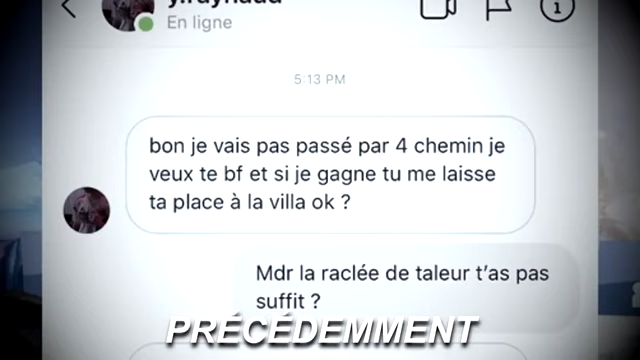 En ligne
5:13 PM
bon je vais pas passé par 4 chemin je
veux te bf et si je gagne tu me laisse
ta place à la villa ok ?
Mdr la raclée de taleur t'as pas
suffit ?
PRÉCÉDEMMENT